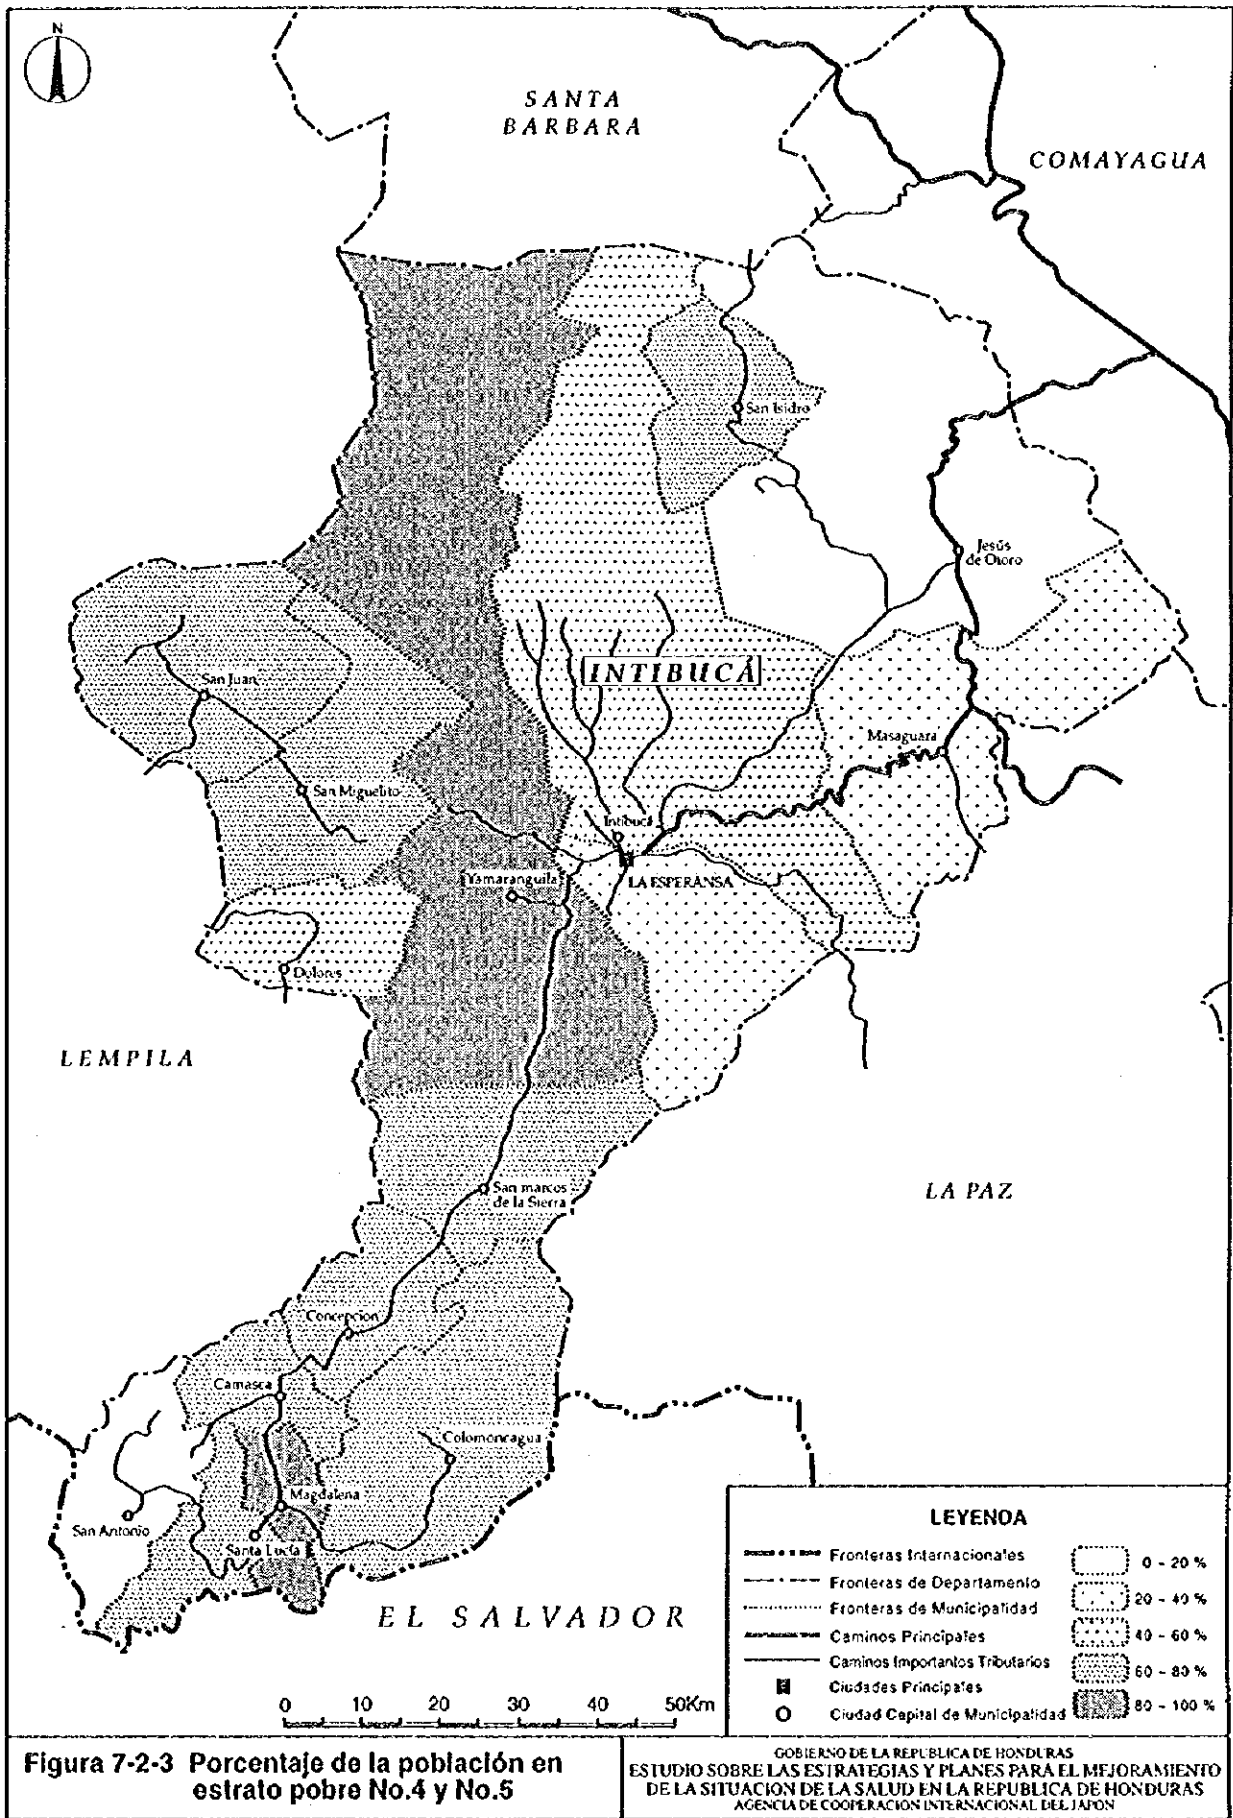 N
SANTA
BARBARA
COMAYAGUA
San Isidro
Jesús
de Otoro
INTIBUCÁ
San Juan
Masaguara
San Miguelito
Intibucá
Yamaranguila
LA ESPERANSA
Dolores
LEMPILA
San marcos
de la Sierra
LA PAZ
Concepcion
Camasca
Colomoncagua
Magdalena
San Antonio
Santa Lucía
EL SALVADOR
LEYENDA
Fronteras Internacionales
Fronteras de Departamento
Fronteras de Municipalidad
Caminos Principales
Caminos Importantos Tributarios
Ciudades Principales
Ciudad Capital de Municipalidad
0 - 20 %
20 - 40 %
40 - 60 %
60 - 80 %
80 - 100 %
0 10 20 30 40 50Km
Figura 7-2-3 Porcentaje de la población en
estrato pobre No.4 y No.5
GOBIERNO DE LA REPUBLICA DE HONDURAS
ESTUDIO SOBRE LAS ESTRATEGIAS Y PLANES PARA EL MEJORAMIENTO
DE LA SITUACION DE LA SALUD EN LA REPUBLICA DE HONDURAS
AGENCIA DE COOPERACION INTERNACIONAL DEL JAPON